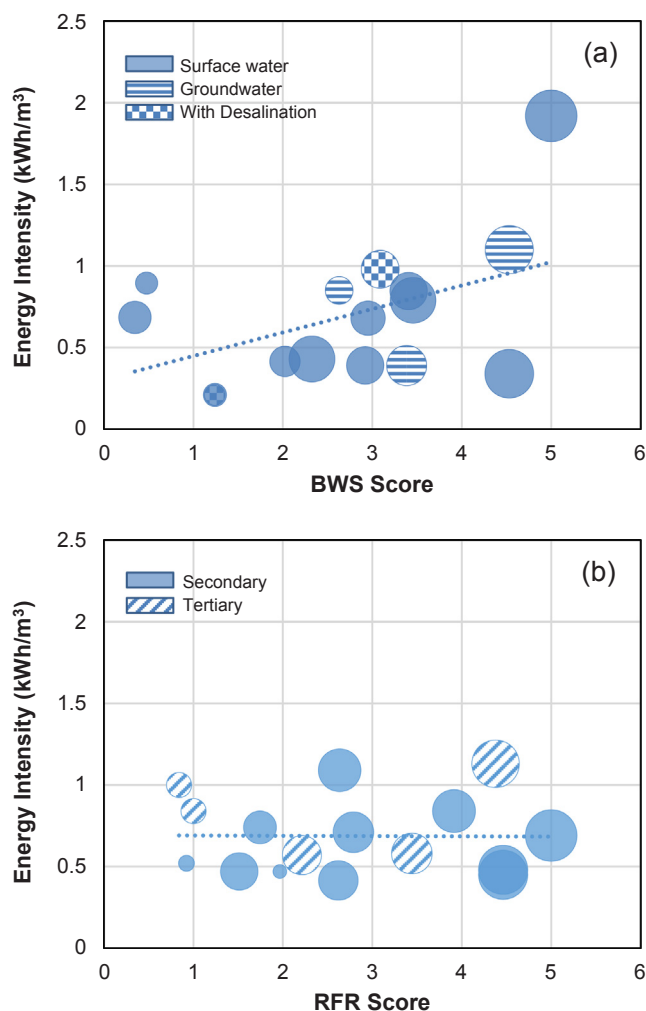 (a)
Surface water
Groundwater
With Desalination
Energy Intensity (kWh/m³)
2.5
2
1.5
1
0.5
0
0 1 2 3 4 5 6
BWS Score
(b)
Secondary
Tertiary
Energy Intensity (kWh/m³)
2.5
2
1.5
1
0.5
0
0 1 2 3 4 5 6
RFR Score